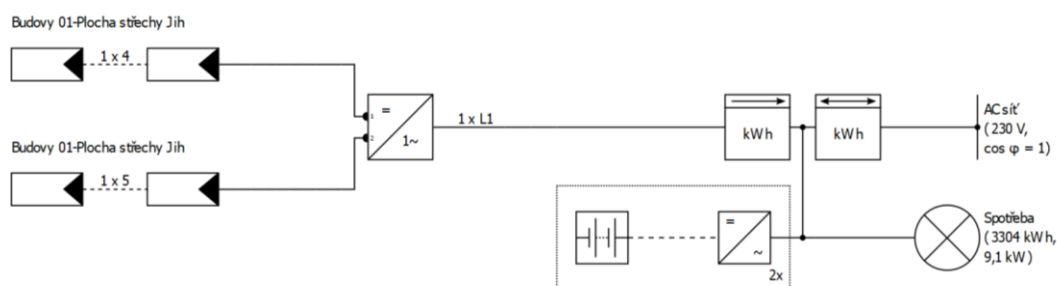 Budovy 01-Plocha střechy Jih
1 x 4
Budovy 01-Plocha střechy Jih
1 x 5
1
2
=
1~
1 x L1
kWh
kWh
AC síť
(230 V,
cos φ = 1)
=
~
2x
Spotřeba
(3304 kWh,
9,1 kW)